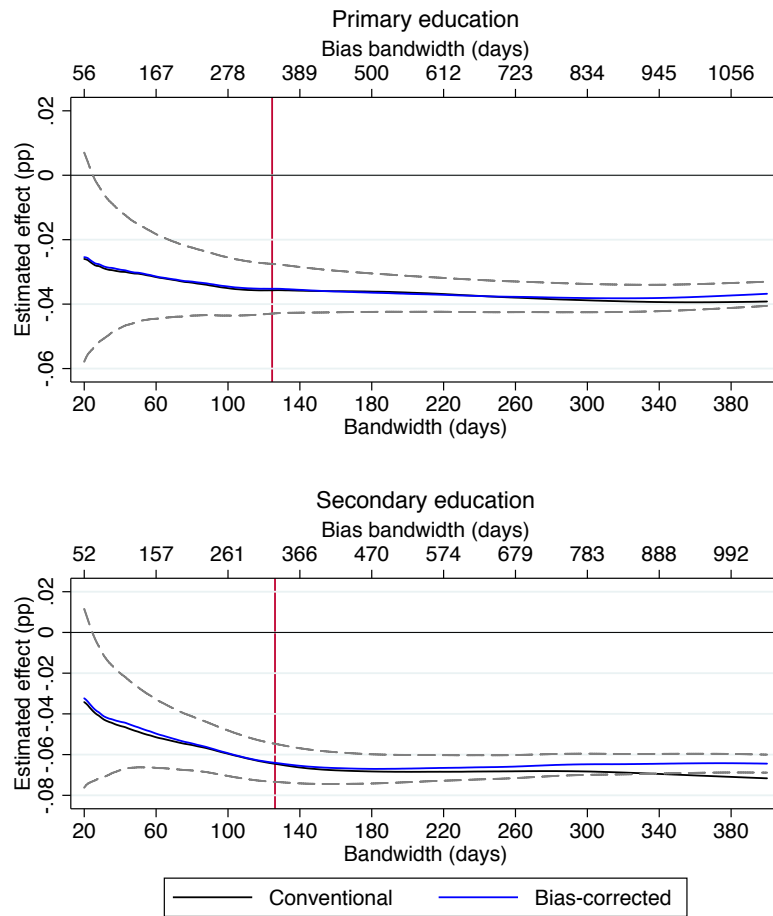 Primary education
Bias bandwidth (days)
56 167 278 389 500 612 723 834 945 1056
Estimated effect (pp)
.02
0
-.02
-.04
-.06
20 60 100 140 180 220 260 300 340 380
Bandwidth (days)
Secondary education
Bias bandwidth (days)
52 157 261 366 470 574 679 783 888 992
Estimated effect (pp)
.02
0
-.02
-.04
-.06
-.08
20 60 100 140 180 220 260 300 340 380
Bandwidth (days)
Conventional Bias-corrected